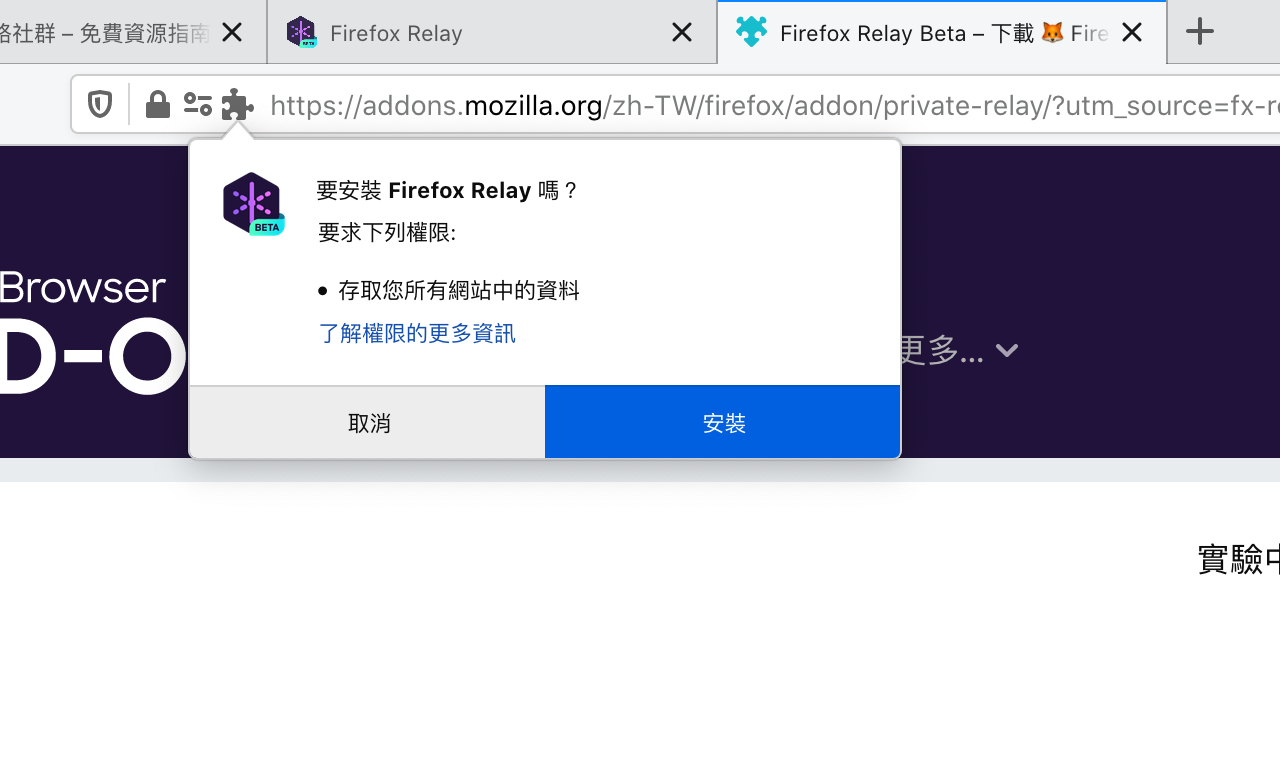 社群 – 免費資源指南
Firefox Relay
Firefox Relay Beta – 下載 🦊 Fire
https://addons.mozilla.org/zh-TW/firefox/addon/private-relay/?utm_source=fx-r
要安裝 Firefox Relay 嗎？
BETA
要求下列權限:
• 存取您所有網站中的資料
了解權限的更多資訊
Browser
D-O
更多...
取消
安裝
實驗